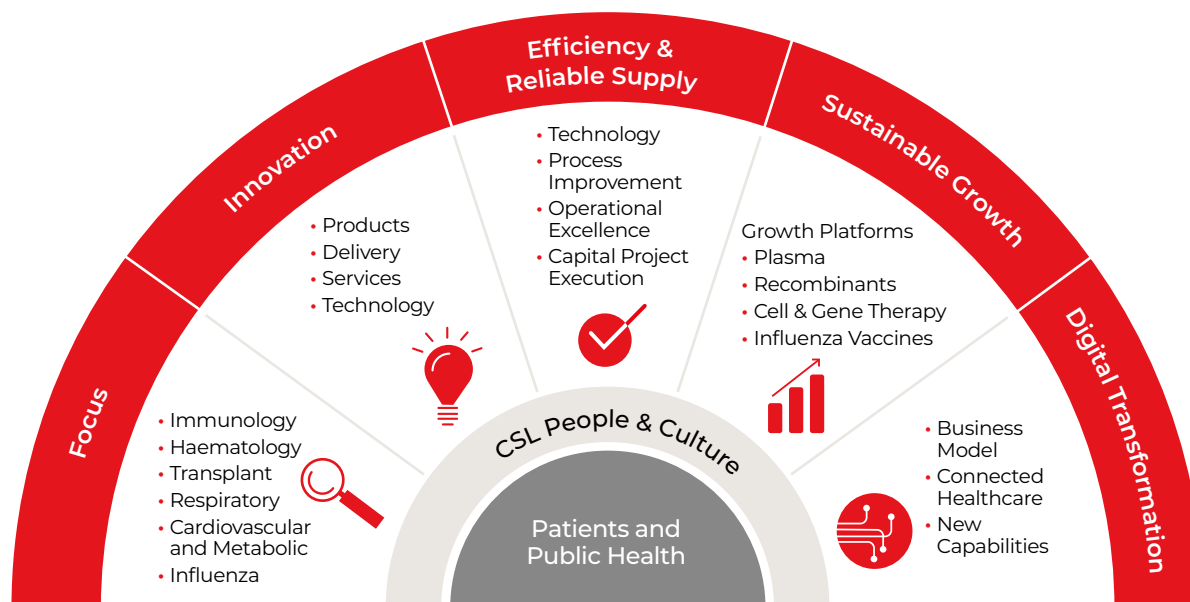 Focus
• Immunology
• Haematology
• Transplant
• Respiratory
• Cardiovascular
and Metabolic
• Influenza
Innovation
• Products
• Delivery
• Services
• Technology
Efficiency &
Reliable Supply
• Technology
• Process
Improvement
• Operational
Excellence
• Capital Project
Execution
Sustainable Growth
Growth Platforms
• Plasma
• Recombinants
• Cell & Gene Therapy
• Influenza Vaccines
Digital Transformation
• Business
Model
• Connected
Healthcare
• New
Capabilities
CSL People & Culture
Patients and
Public Health